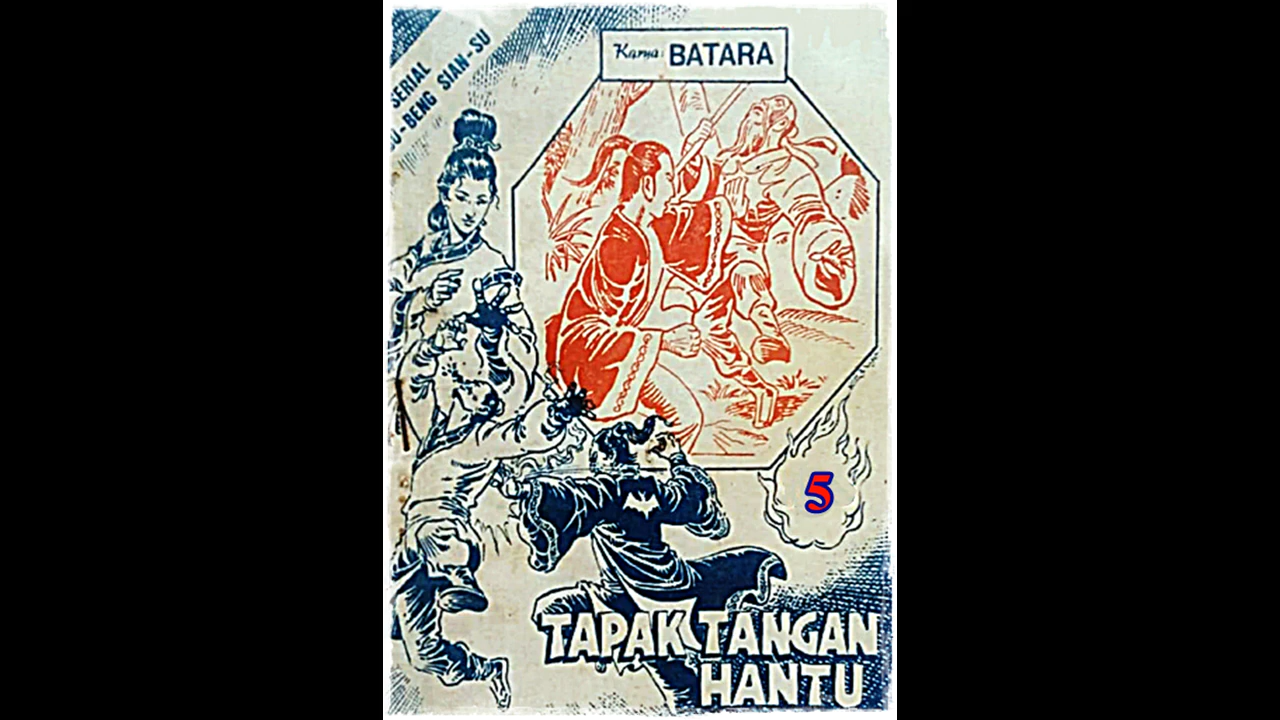 SERIAL
-BENG SIAN-SU
Karya: BATARA
5
TAPAK TANGAN
HANTU